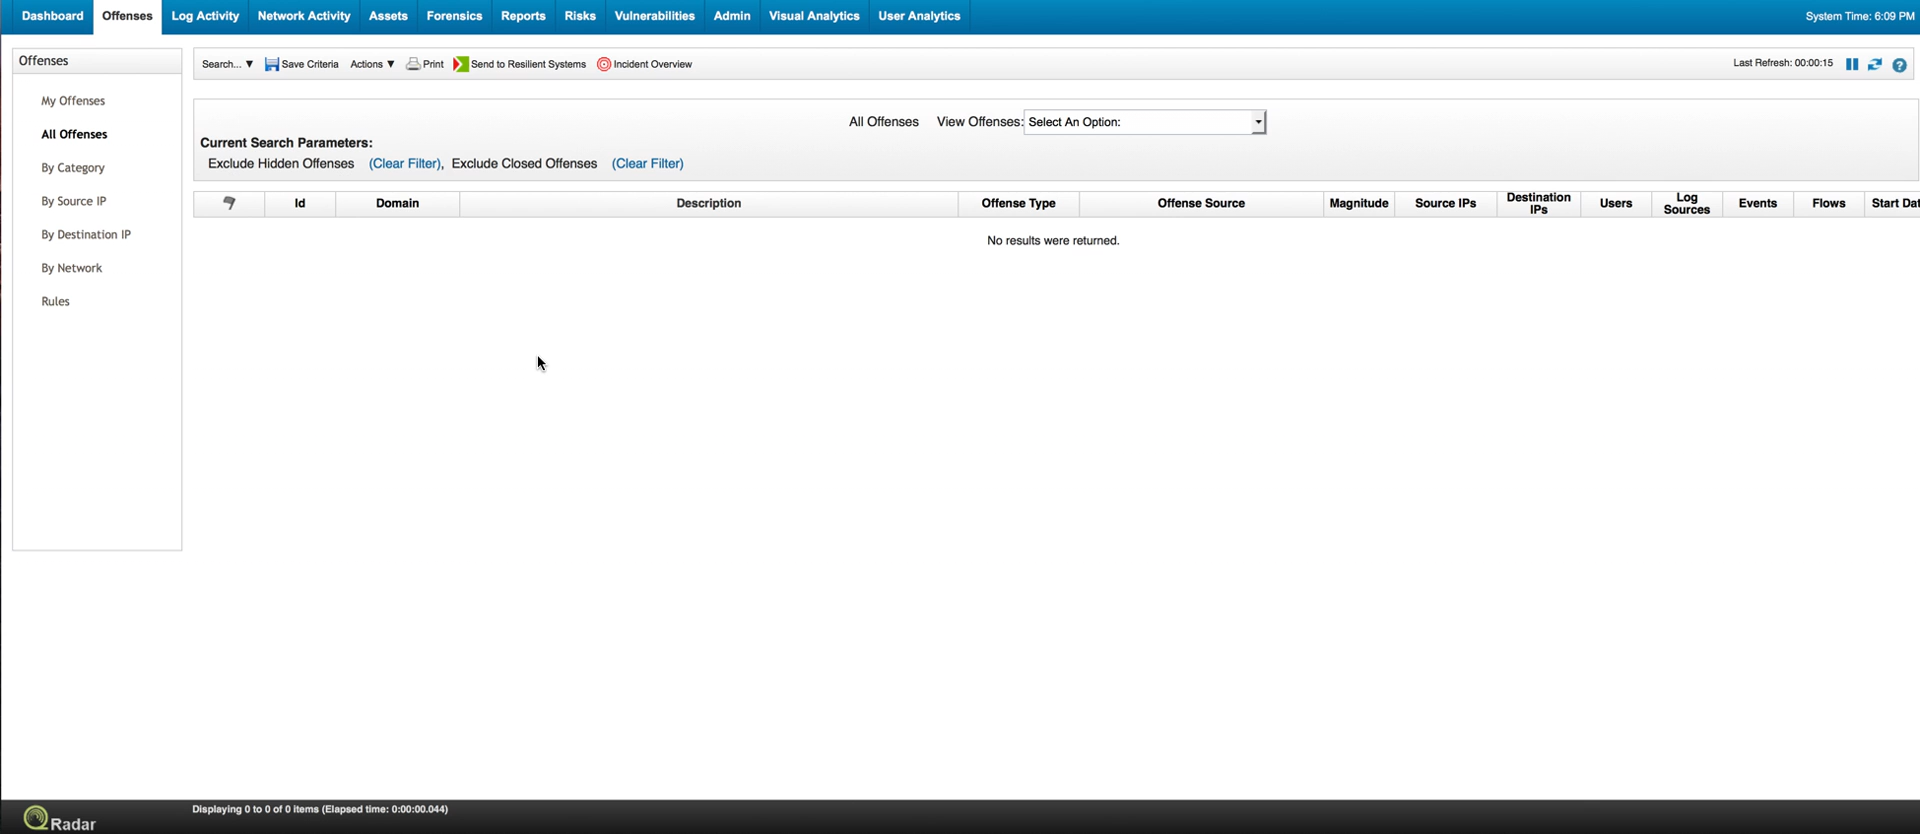 Dashboard Offenses Log Activity Network Activity Assets Forensics Reports Risks Vulnerabilities Admin Visual Analytics User Analytics System Time: 6:09 PM
Offenses
My Offenses
All Offenses
By Category
By Source IP
By Destination IP
By Network
Rules
Search... ▼ Save Criteria Actions ▼ Print Send to Resilient Systems Incident Overview Last Refresh: 00:00:15
All Offenses View Offenses: Select An Option:
Current Search Parameters:
Exclude Hidden Offenses (Clear Filter), Exclude Closed Offenses (Clear Filter)
Id Domain Description Offense Type Offense Source Magnitude Source IPs Destination IPs Users Log Sources Events Flows Start Dat
No results were returned.
Displaying 0 to 0 of 0 items (Elapsed time: 0:00:00.044)
QRadar